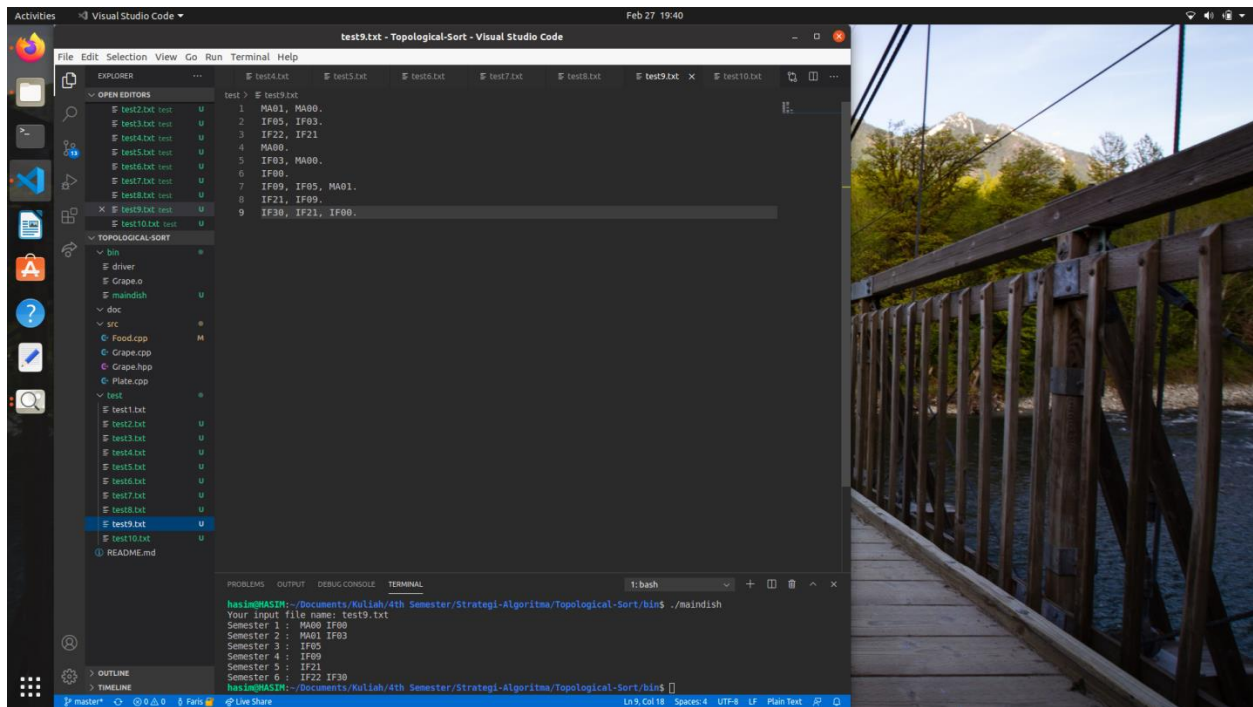 Activities
Visual Studio Code
Feb 27 19:40
test9.txt - Topological-Sort - Visual Studio Code
File Edit Selection View Go Run Terminal Help
EXPLORER
test4.txt test5.txt test6.txt test7.txt test8.txt test9.txt test10.txt
OPEN EDITORS
test2.txt test U
test3.txt test U
test4.txt test U
test5.txt test U
test6.txt test U
test7.txt test U
test8.txt test U
test9.txt test U
test10.txt test U
TOPOLOGICAL-SORT
bin
driver
Grape.o
maindish U
doc
src
Food.cpp M
Grape.cpp
Grape.hpp
Plate.cpp
test
test1.txt
test2.txt U
test3.txt U
test4.txt U
test5.txt U
test6.txt U
test7.txt U
test8.txt U
test9.txt U
test10.txt U
README.md
OUTLINE
TIMELINE
test > test9.txt
1 MA01, MA00.
2 IF05, IF03.
3 IF22, IF21
4 MA00.
5 IF03, MA00.
6 IF00.
7 IF09, IF05, MA01.
8 IF21, IF09.
9 IF30, IF21, IF00.
PROBLEMS OUTPUT DEBUG CONSOLE TERMINAL
1: bash
hasim@HASIM:~/Documents/Kuliah/4th Semester/Strategi-Algoritma/Topological-Sort/bin$ ./maindish
Your input file name: test9.txt
Semester 1 : MA00 IF00
Semester 2 : MA01 IF03
Semester 3 : IF05
Semester 4 : IF09
Semester 5 : IF21
Semester 6 : IF22 IF30
hasim@HASIM:~/Documents/Kuliah/4th Semester/Strategi-Algoritma/Topological-Sort/bin$
master* 0 0 0 Faris Live Share
Ln 9, Col 18 Spaces: 4 UTF-8 LF Plain Text